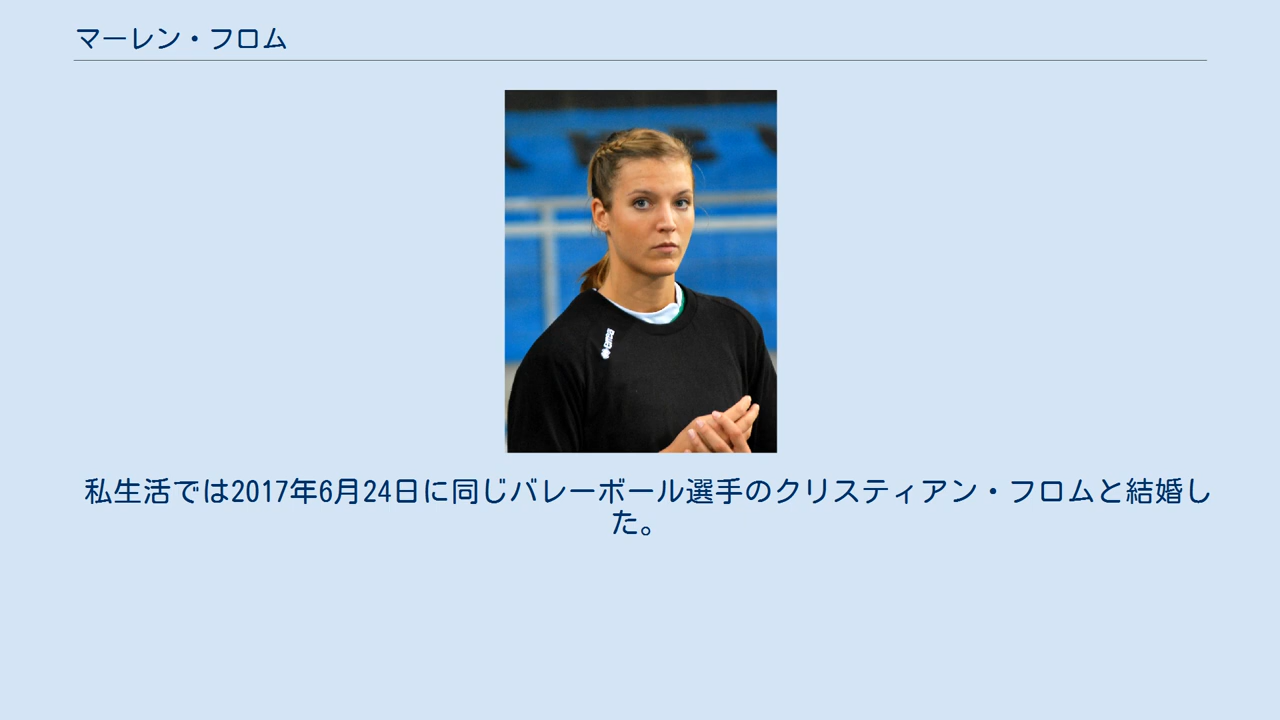 マーレン・フロム
私生活では2017年6月24日に同じバレーボール選手のクリスティアン・フロムと結婚し
た。